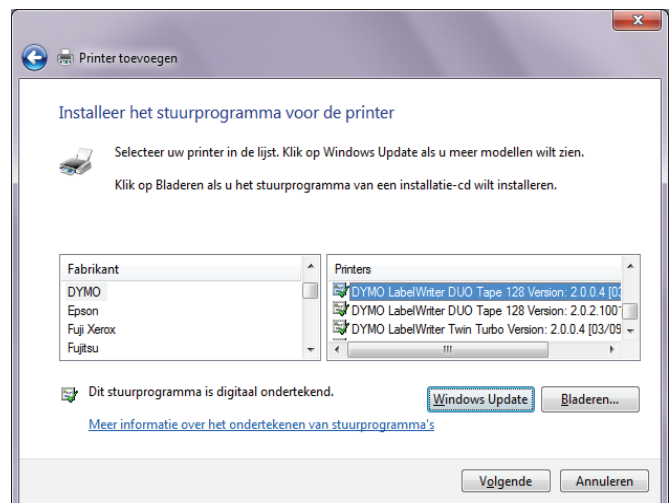 Printer toevoegen
Installeer het stuurprogramma voor de printer
Selecteer uw printer in de lijst. Klik op Windows Update als u meer modellen wilt zien.
Klik op Bladeren als u het stuurprogramma van een installatie-cd wilt installeren.
Fabrikant
DYMO
Epson
Fuji Xerox
Fujitsu
Printers
DYMO LabelWriter DUO Tape 128 Version: 2.0.0.4 [03
DYMO LabelWriter DUO Tape 128 Version: 2.0.2.1001
DYMO LabelWriter Twin Turbo Version: 2.0.0.4 [03/09
Dit stuurprogramma is digitaal ondertekend.
Meer informatie over het ondertekenen van stuurprogramma's
Windows Update
Bladeren...
Volgende
Annuleren